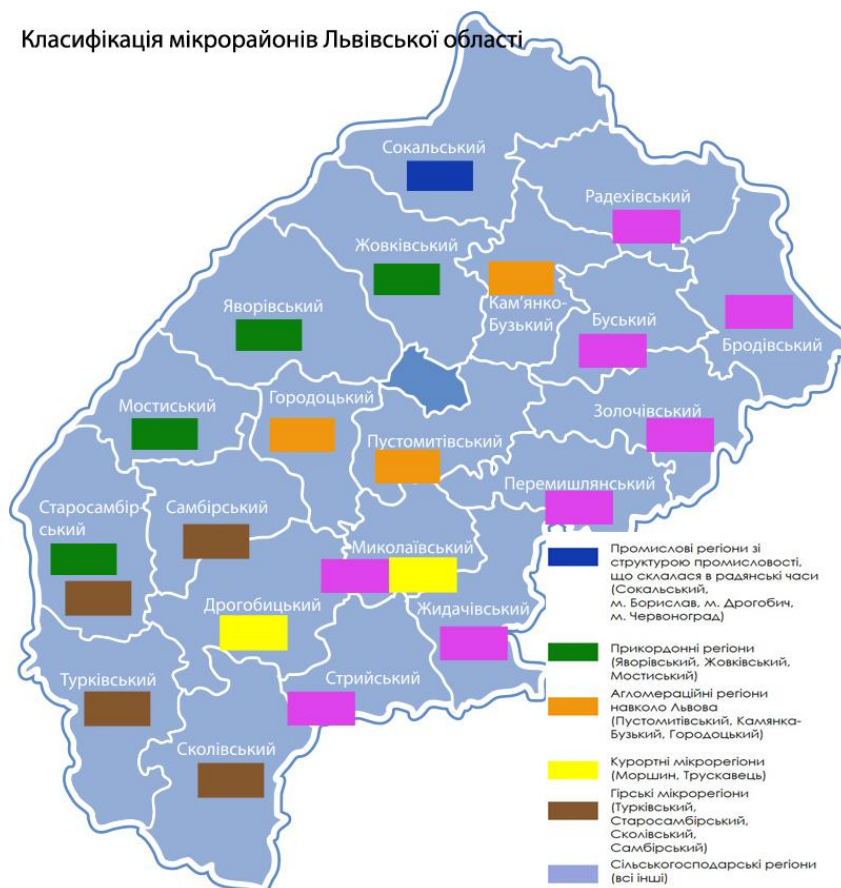 Класифікація мікрорайонів Львівської області
Сокальський
Радехівський
Жовківський
Кам'янко-
Бузький
Яворівський
Буський
Бродівський
Мостиський
Городоцький
Золочівський
Пустомитівський
Перемишлянський
Старосамбір-
ський
Самбірський
Миколаївський
Дрогобицький
Жидачівський
Турківський
Стрийський
Сколівський
Промислові регіони зі
структурою промисловості,
що склалася в радянські часи
(Сокальський,
м. Борислав, м. Дрогобич,
м. Червоноград)
Прикордонні регіони
(Яворівський, Жовківський,
Мостиський)
Агломераційні регіони
навколо Львова
(Пустомитівський, Камянка-
Бузький, Городоцький)
Курортні мікрорегіони
(Моршин, Трускавець)
Гірські мікрорегіони
(Турківський,
Старосамбірський,
Сколівський,
Самбірський)
Сільськогосподарські регіони
(всі інші)